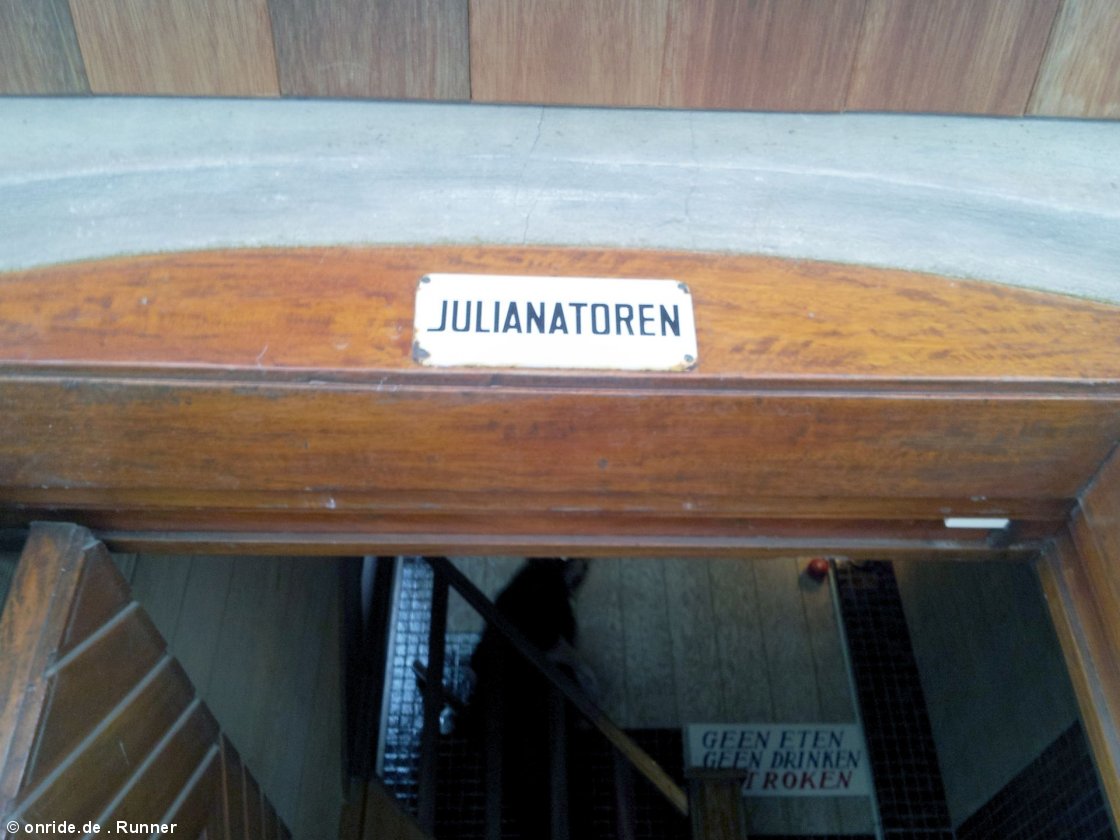 JULIANATOREN
GEEN ETEN
GEEN DRINKEN
ROKEN
© onride.de . Runner